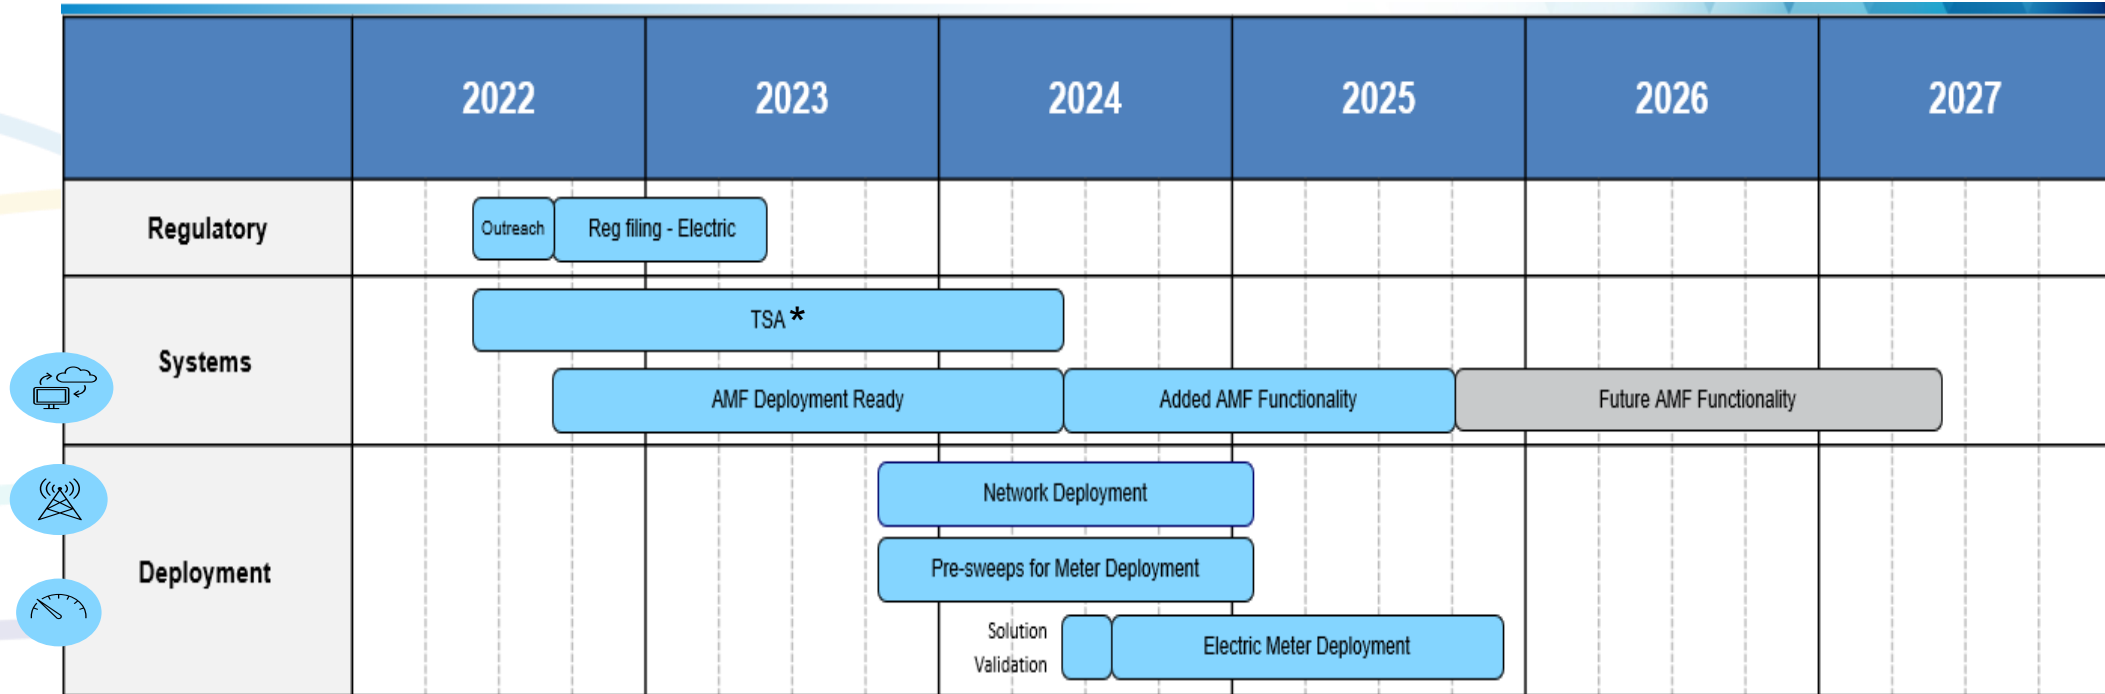 2022 2023 2024 2025 2026 2027
Regulatory
Outreach
Reg filing - Electric
Systems
TSA *
AMF Deployment Ready
Added AMF Functionality
Future AMF Functionality
Deployment
Network Deployment
Pre-sweeps for Meter Deployment
Solution
Validation
Electric Meter Deployment